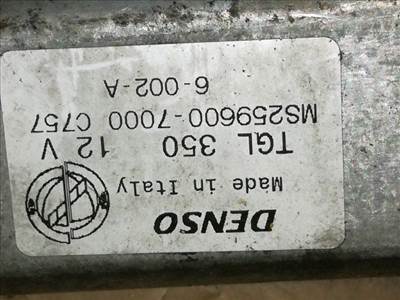 DENSO
Made in Italy
TGL 350 12 V
MS259600-7000 C757
6-002-A